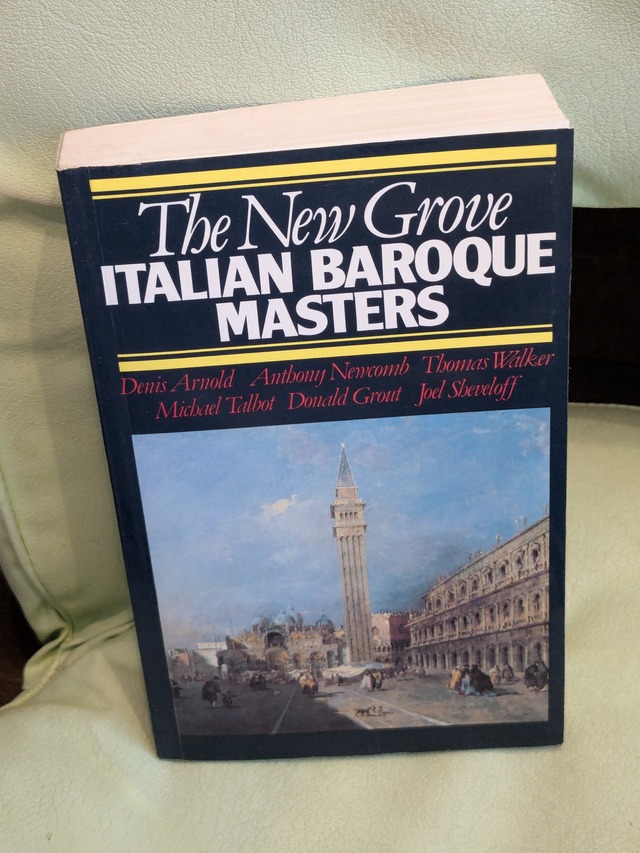 The New Grove
ITALIAN BAROQUE
MASTERS
Denis Arnold Anthony Newcomb Thomas Walker
Michael Talbot Donald Grout Joel Sheveloff